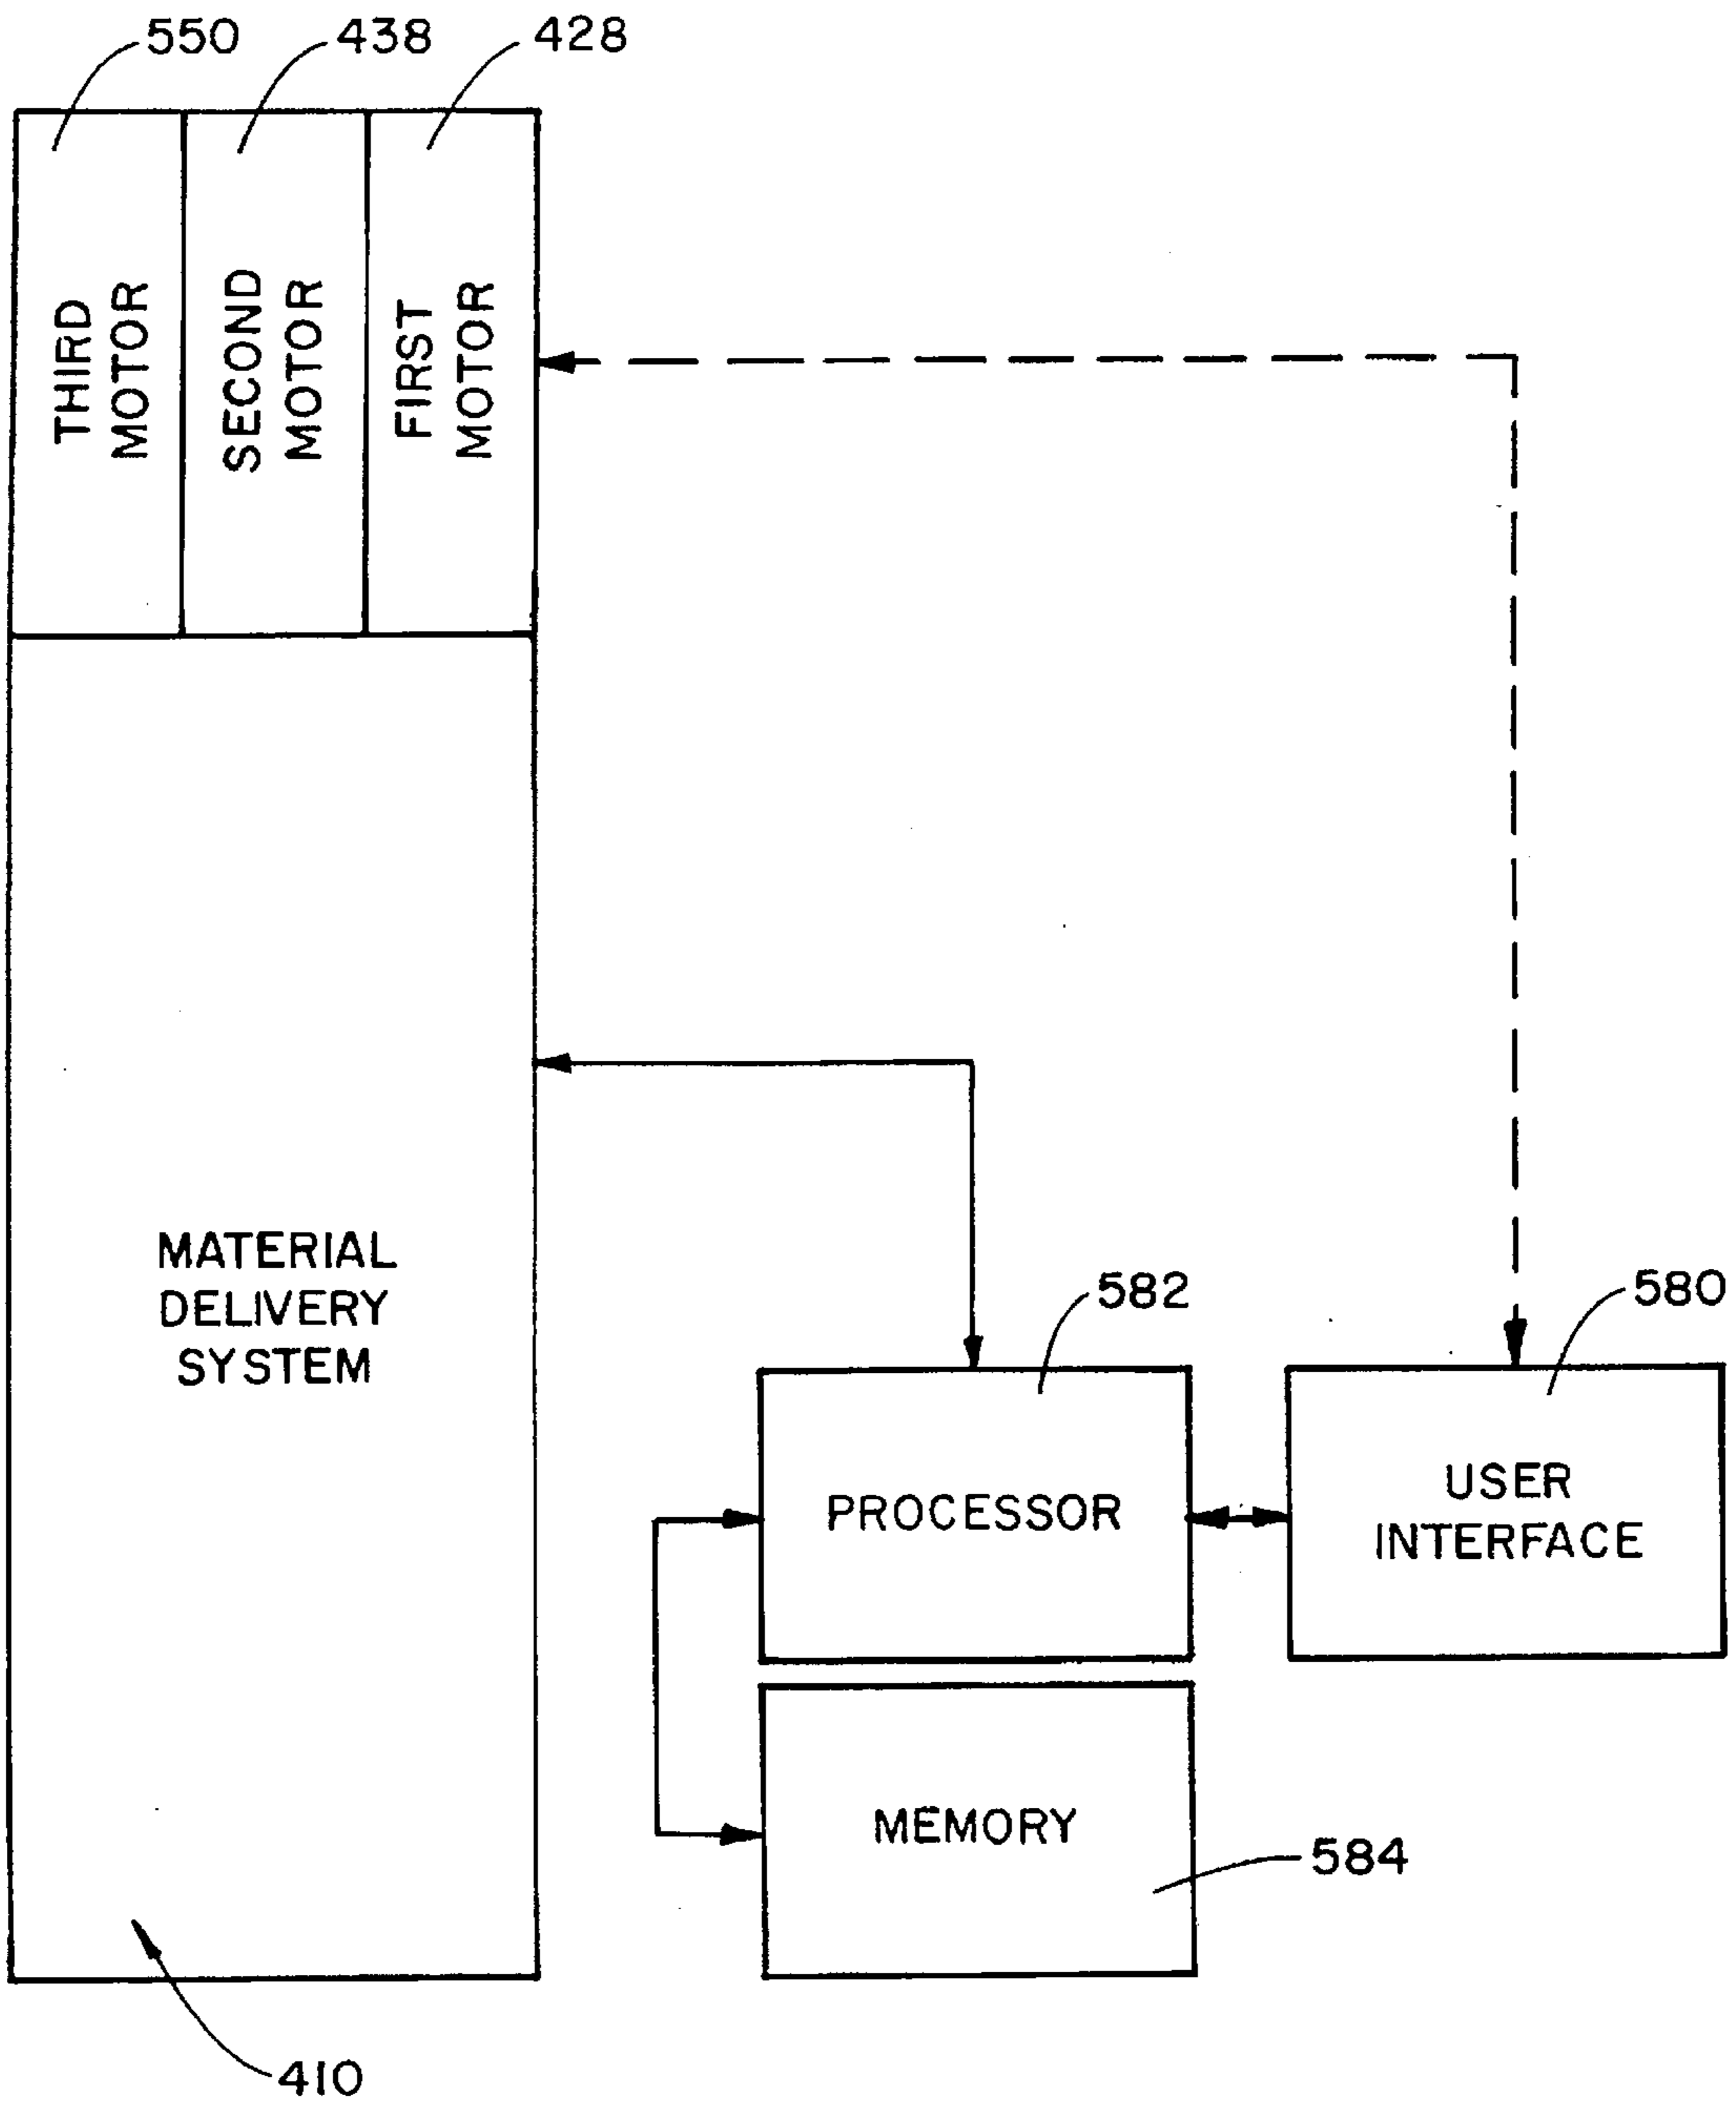 550
438
428
THIRD
MOTOR
SECOND
MOTOR
FIRST
MOTOR
MATERIAL
DELIVERY
SYSTEM
582
580
PROCESSOR
USER
INTERFACE
MEMORY
584
410